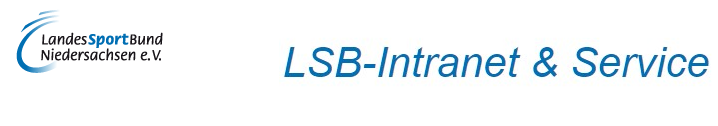 LandesSportBund
Niedersachsen e.V.
LSB-Intranet & Service